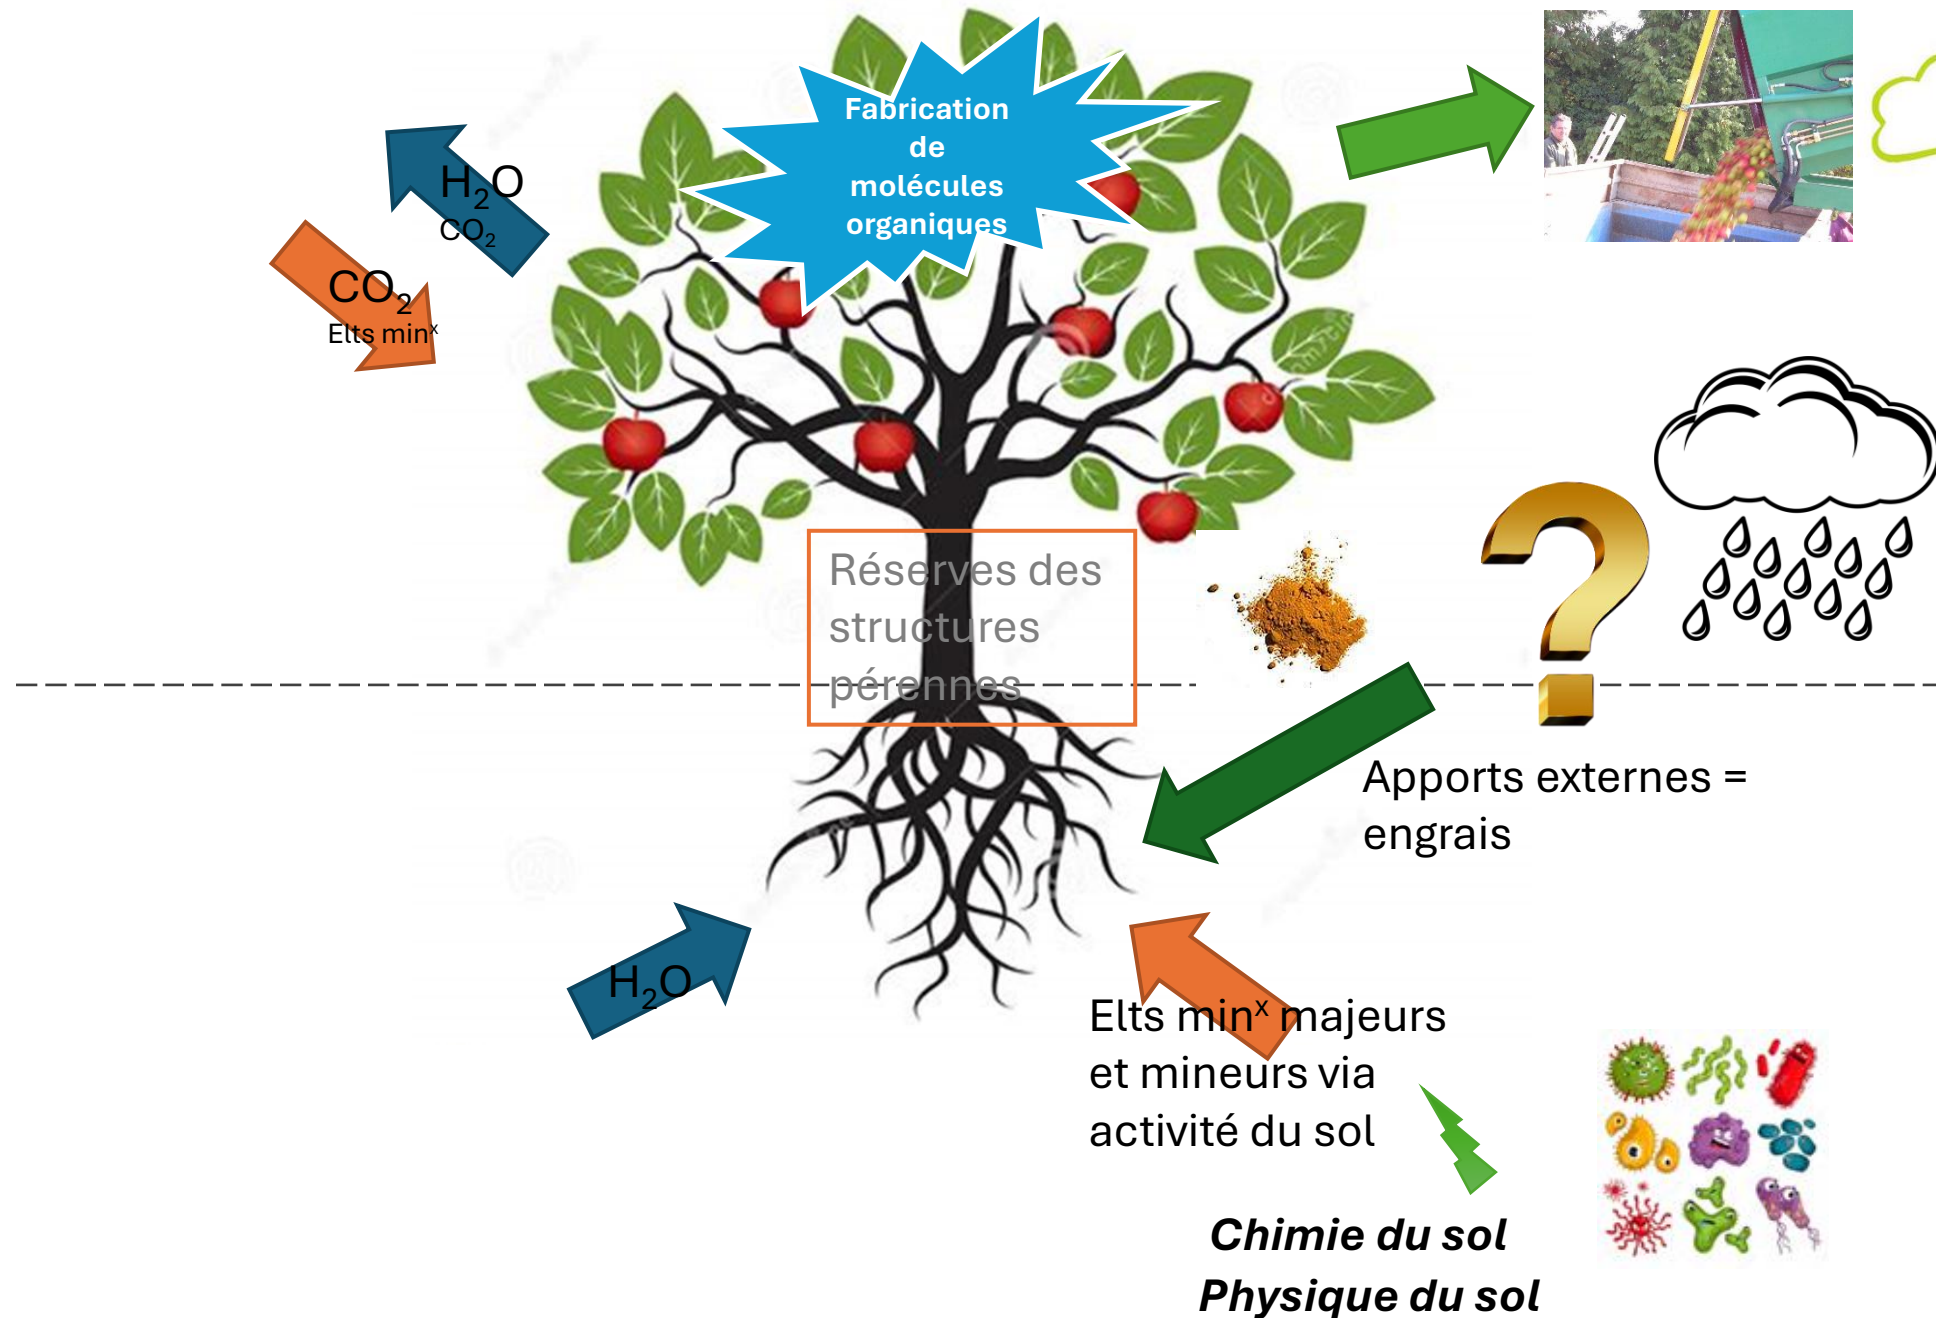 Fabrication
de
molécules
organiques
H₂O
CO₂
CO₂
Elts minˣ
Réserves des
structures
pérennes
Apports externes =
engrais
H₂O
Elts minˣ majeurs
et mineurs via
activité du sol
Chimie du sol
Physique du sol